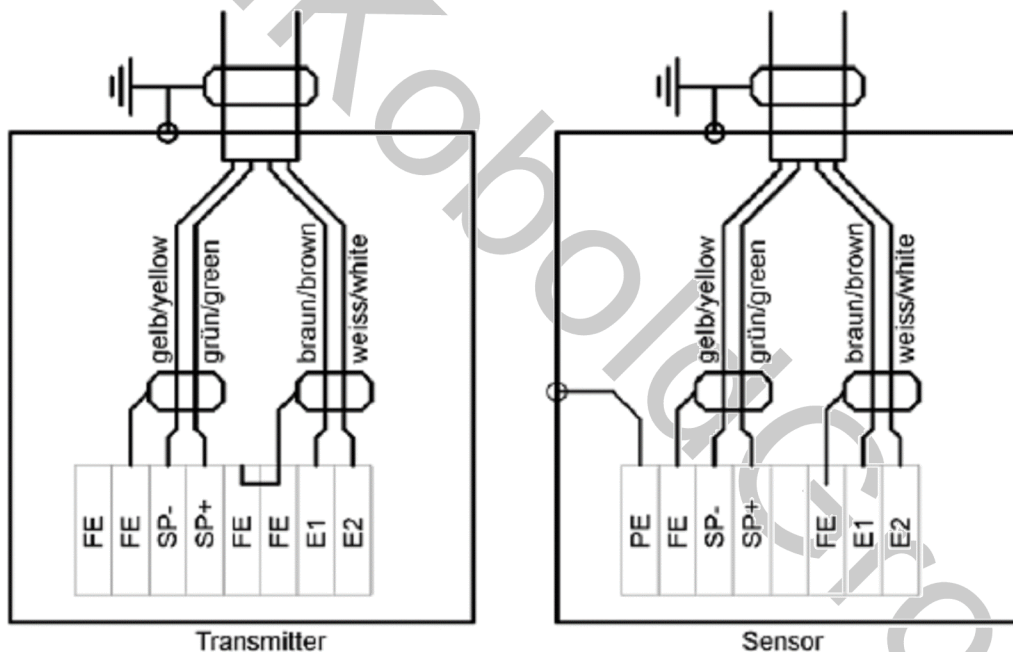 gelb/yellow
grün/green
braun/brown
weiss/white
FE
FE
SP-
SP+
FE
FE
E1
E2
Transmitter
gelb/yellow
grün/green
braun/brown
weiss/white
PE
FE
SP-
SP+
FE
E1
E2
Sensor
KoboldGro